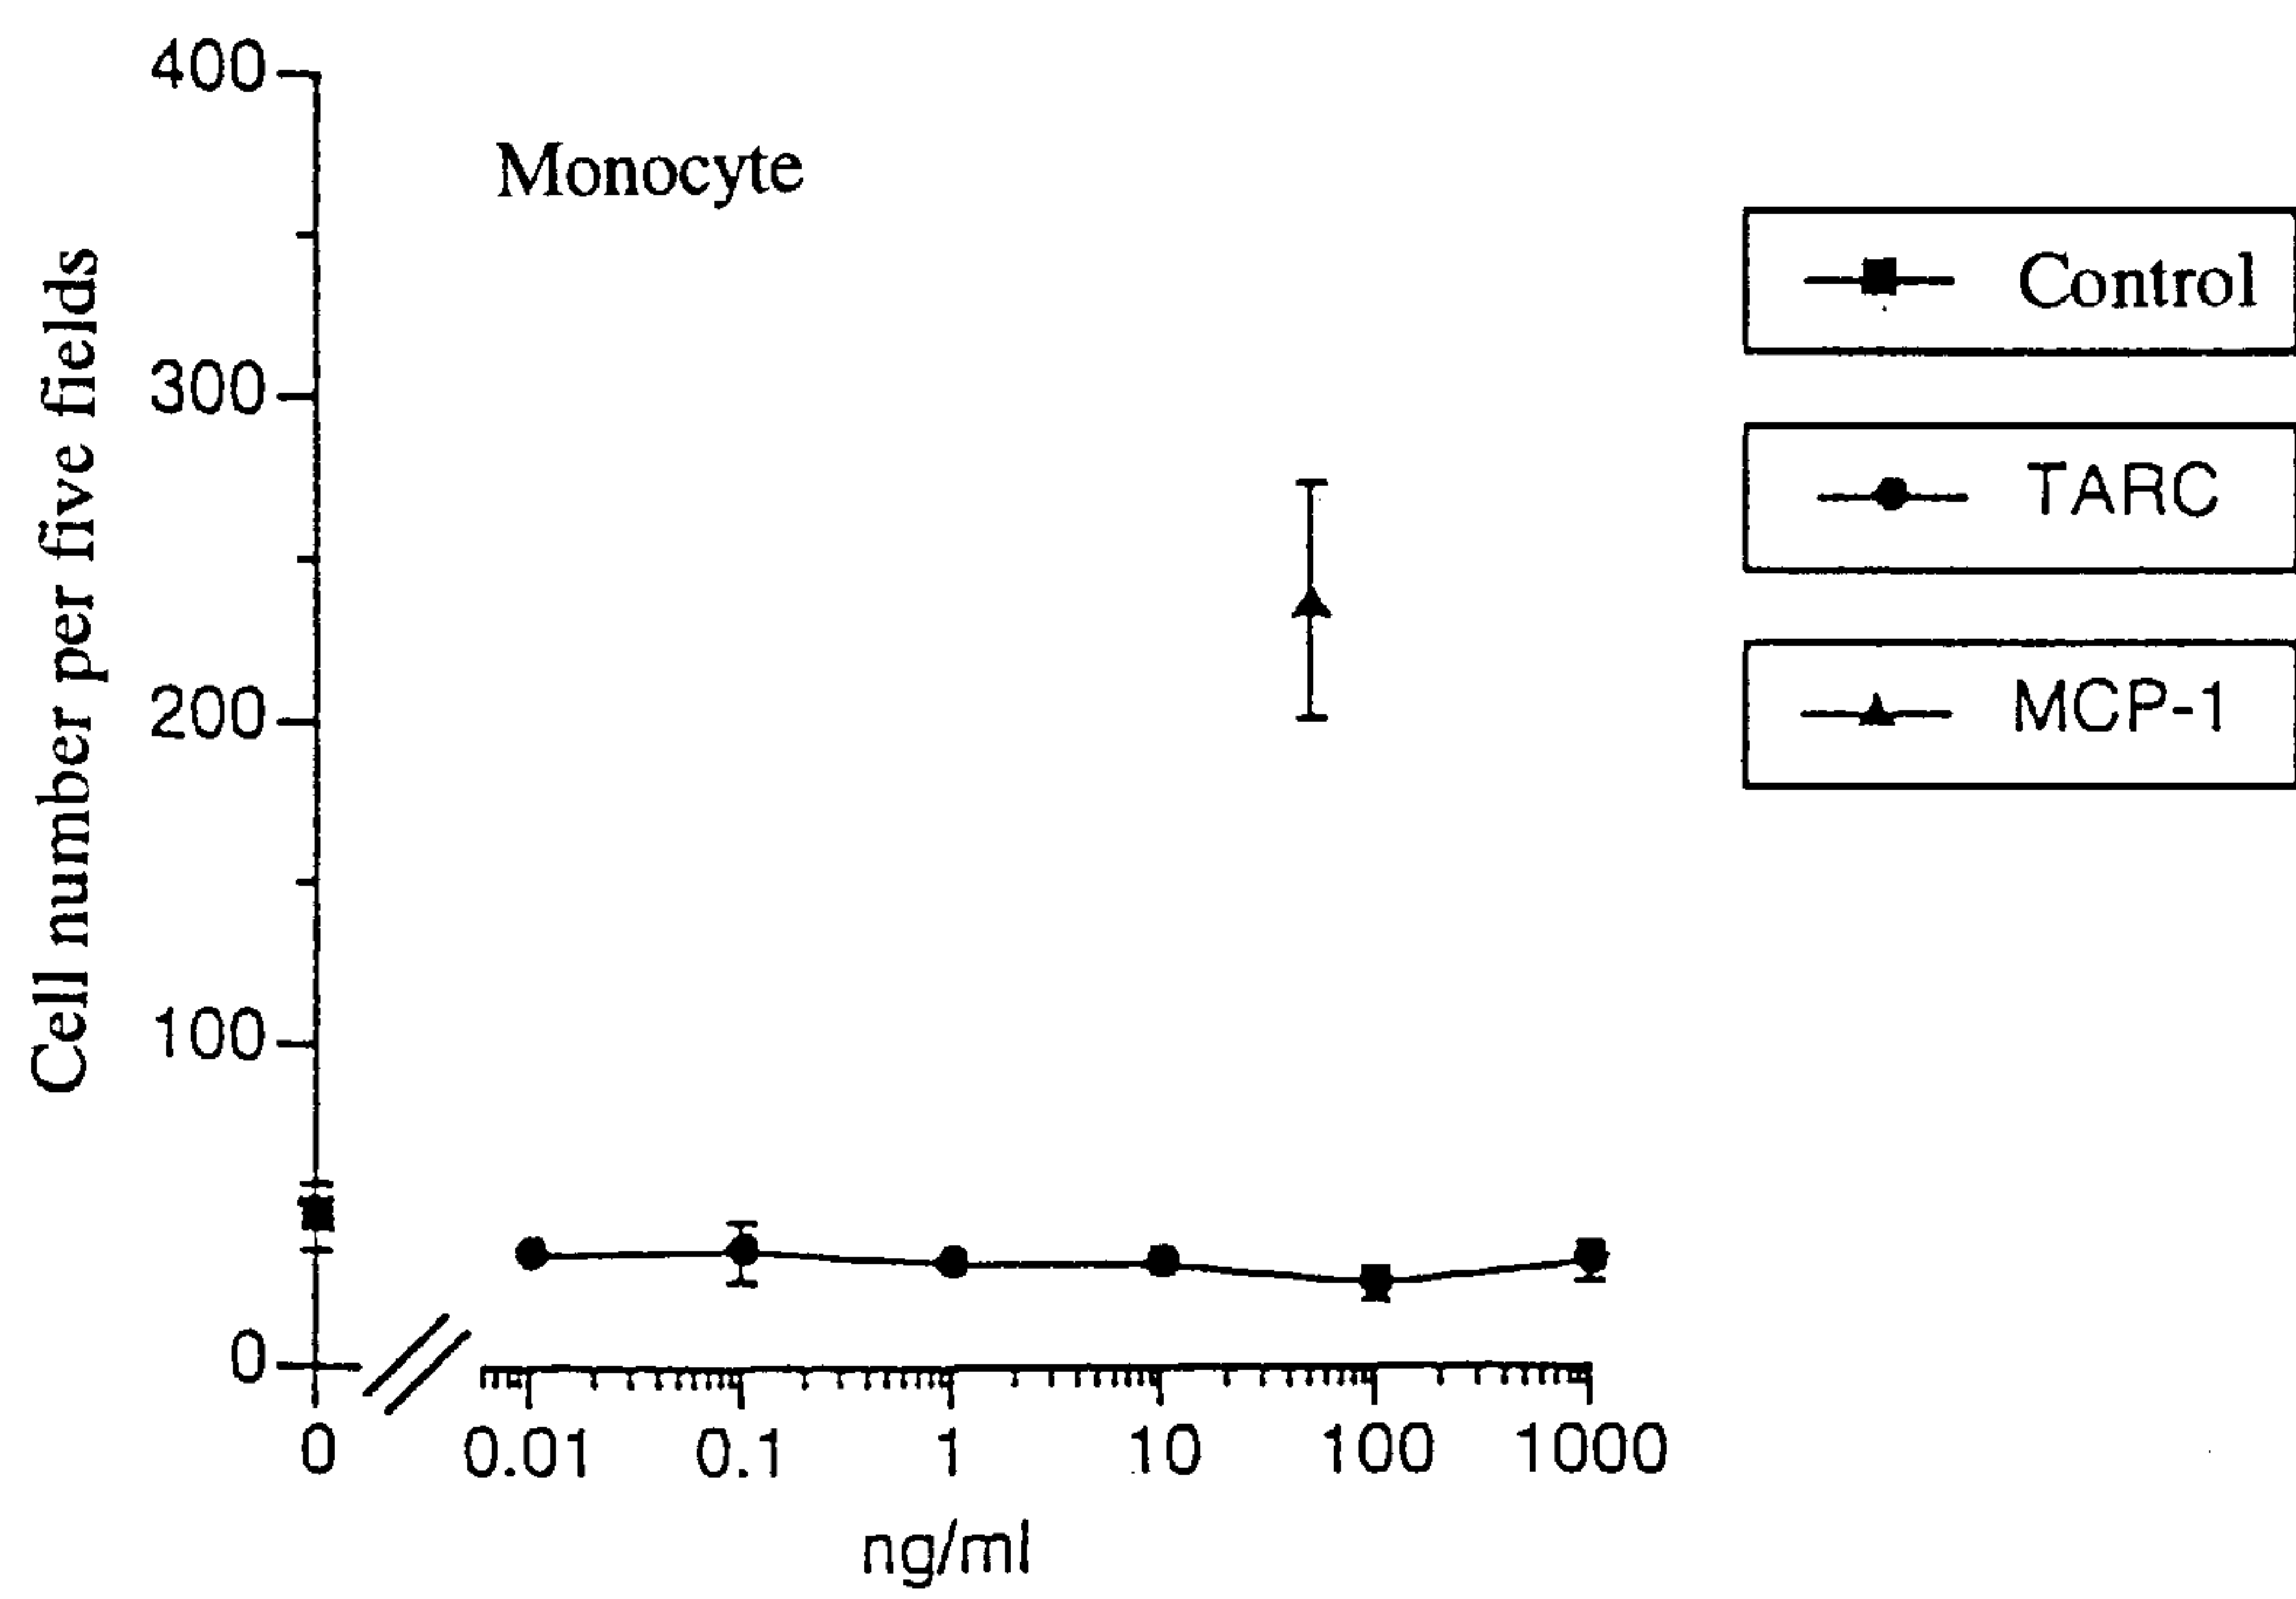 400
Monocyte
Control
Cell number per five fields
300
TARC
200
MCP-1
100
0
0 0.01 0.1 1 10 100 1000
ng/ml